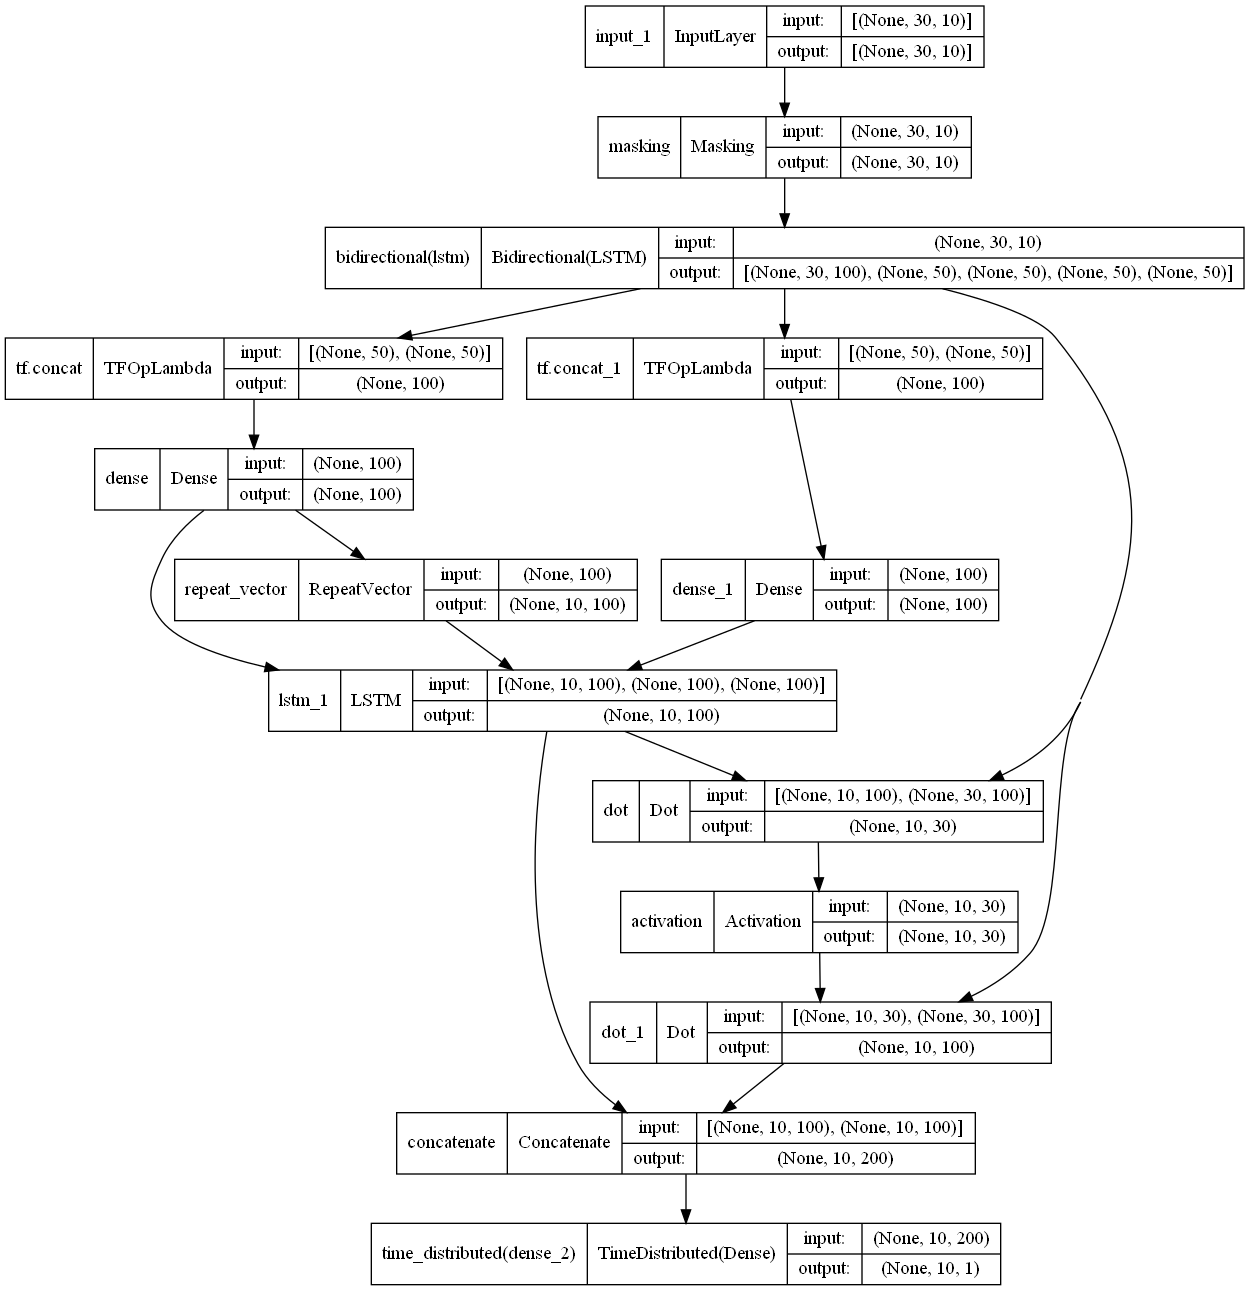 input_1 InputLayer input: [(None, 30, 10)]
output: [(None, 30, 10)]
masking Masking input: (None, 30, 10)
output: (None, 30, 10)
bidirectional(lstm) Bidirectional(LSTM) input: (None, 30, 10)
output: [(None, 30, 100), (None, 50), (None, 50), (None, 50), (None, 50)]
tf.concat TFOpLambda input: [(None, 50), (None, 50)]
output: (None, 100)
tf.concat_1 TFOpLambda input: [(None, 50), (None, 50)]
output: (None, 100)
dense Dense input: (None, 100)
output: (None, 100)
repeat_vector RepeatVector input: (None, 100)
output: (None, 10, 100)
dense_1 Dense input: (None, 100)
output: (None, 100)
lstm_1 LSTM input: [(None, 10, 100), (None, 100), (None, 100)]
output: (None, 10, 100)
dot Dot input: [(None, 10, 100), (None, 30, 100)]
output: (None, 10, 30)
activation Activation input: (None, 10, 30)
output: (None, 10, 30)
dot_1 Dot input: [(None, 10, 30), (None, 30, 100)]
output: (None, 10, 100)
concatenate Concatenate input: [(None, 10, 100), (None, 10, 100)]
output: (None, 10, 200)
time_distributed(dense_2) TimeDistributed(Dense) input: (None, 10, 200)
output: (None, 10, 1)